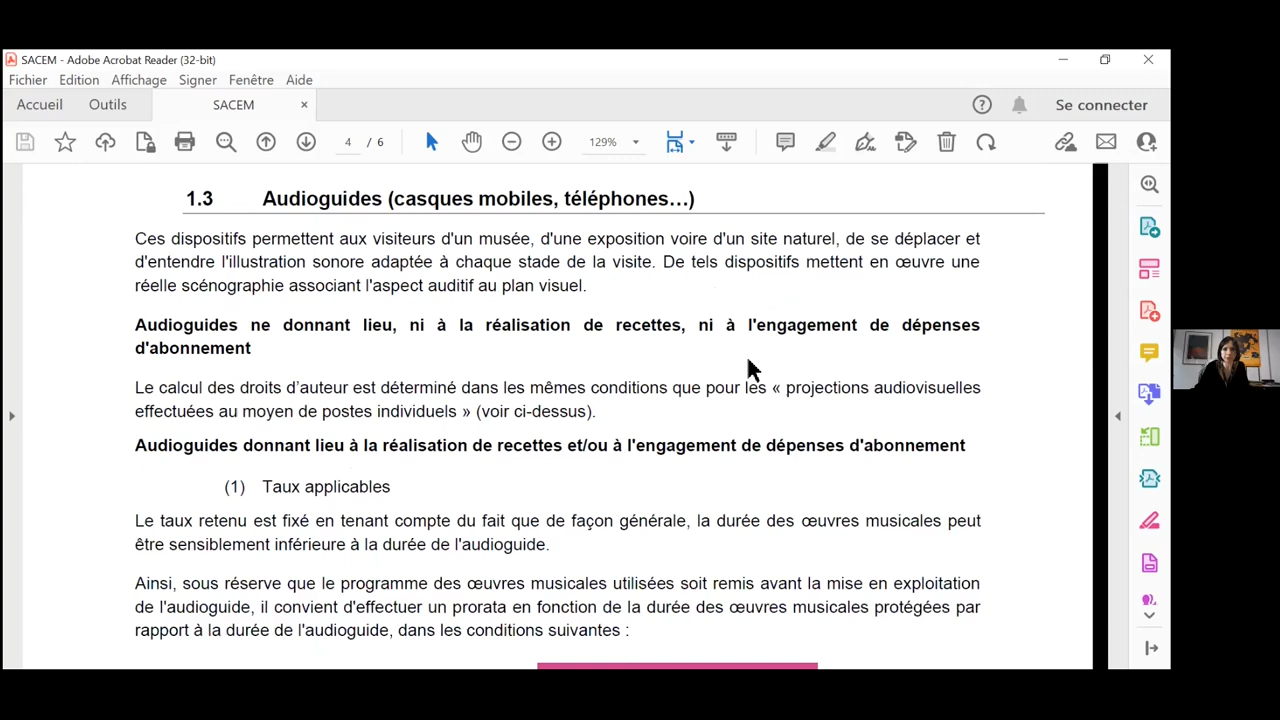 SACEM - Adobe Acrobat Reader (32-bit)
Fichier Edition Affichage Signer Fenêtre Aide
Accueil Outils SACEM × Se connecter
4 / 6 129%
1.3 Audioguides (casques mobiles, téléphones…)
Ces dispositifs permettent aux visiteurs d'un musée, d'une exposition voire d'un site naturel, de se déplacer et
d'entendre l'illustration sonore adaptée à chaque stade de la visite. De tels dispositifs mettent en œuvre une
réelle scénographie associant l'aspect auditif au plan visuel.
Audioguides ne donnant lieu, ni à la réalisation de recettes, ni à l'engagement de dépenses
d'abonnement
Le calcul des droits d’auteur est déterminé dans les mêmes conditions que pour les « projections audiovisuelles
effectuées au moyen de postes individuels » (voir ci-dessus).
Audioguides donnant lieu à la réalisation de recettes et/ou à l'engagement de dépenses d'abonnement
(1) Taux applicables
Le taux retenu est fixé en tenant compte du fait que de façon générale, la durée des œuvres musicales peut
être sensiblement inférieure à la durée de l'audioguide.
Ainsi, sous réserve que le programme des œuvres musicales utilisées soit remis avant la mise en exploitation
de l'audioguide, il convient d'effectuer un prorata en fonction de la durée des œuvres musicales protégées par
rapport à la durée de l'audioguide, dans les conditions suivantes :